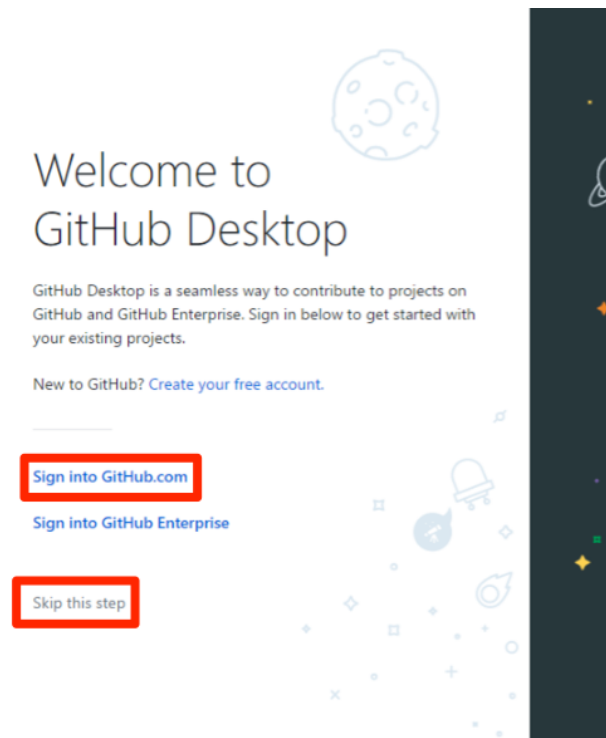 Welcome to
GitHub Desktop
GitHub Desktop is a seamless way to contribute to projects on
GitHub and GitHub Enterprise. Sign in below to get started with
your existing projects.
New to GitHub? Create your free account.
Sign into GitHub.com
Sign into GitHub Enterprise
Skip this step